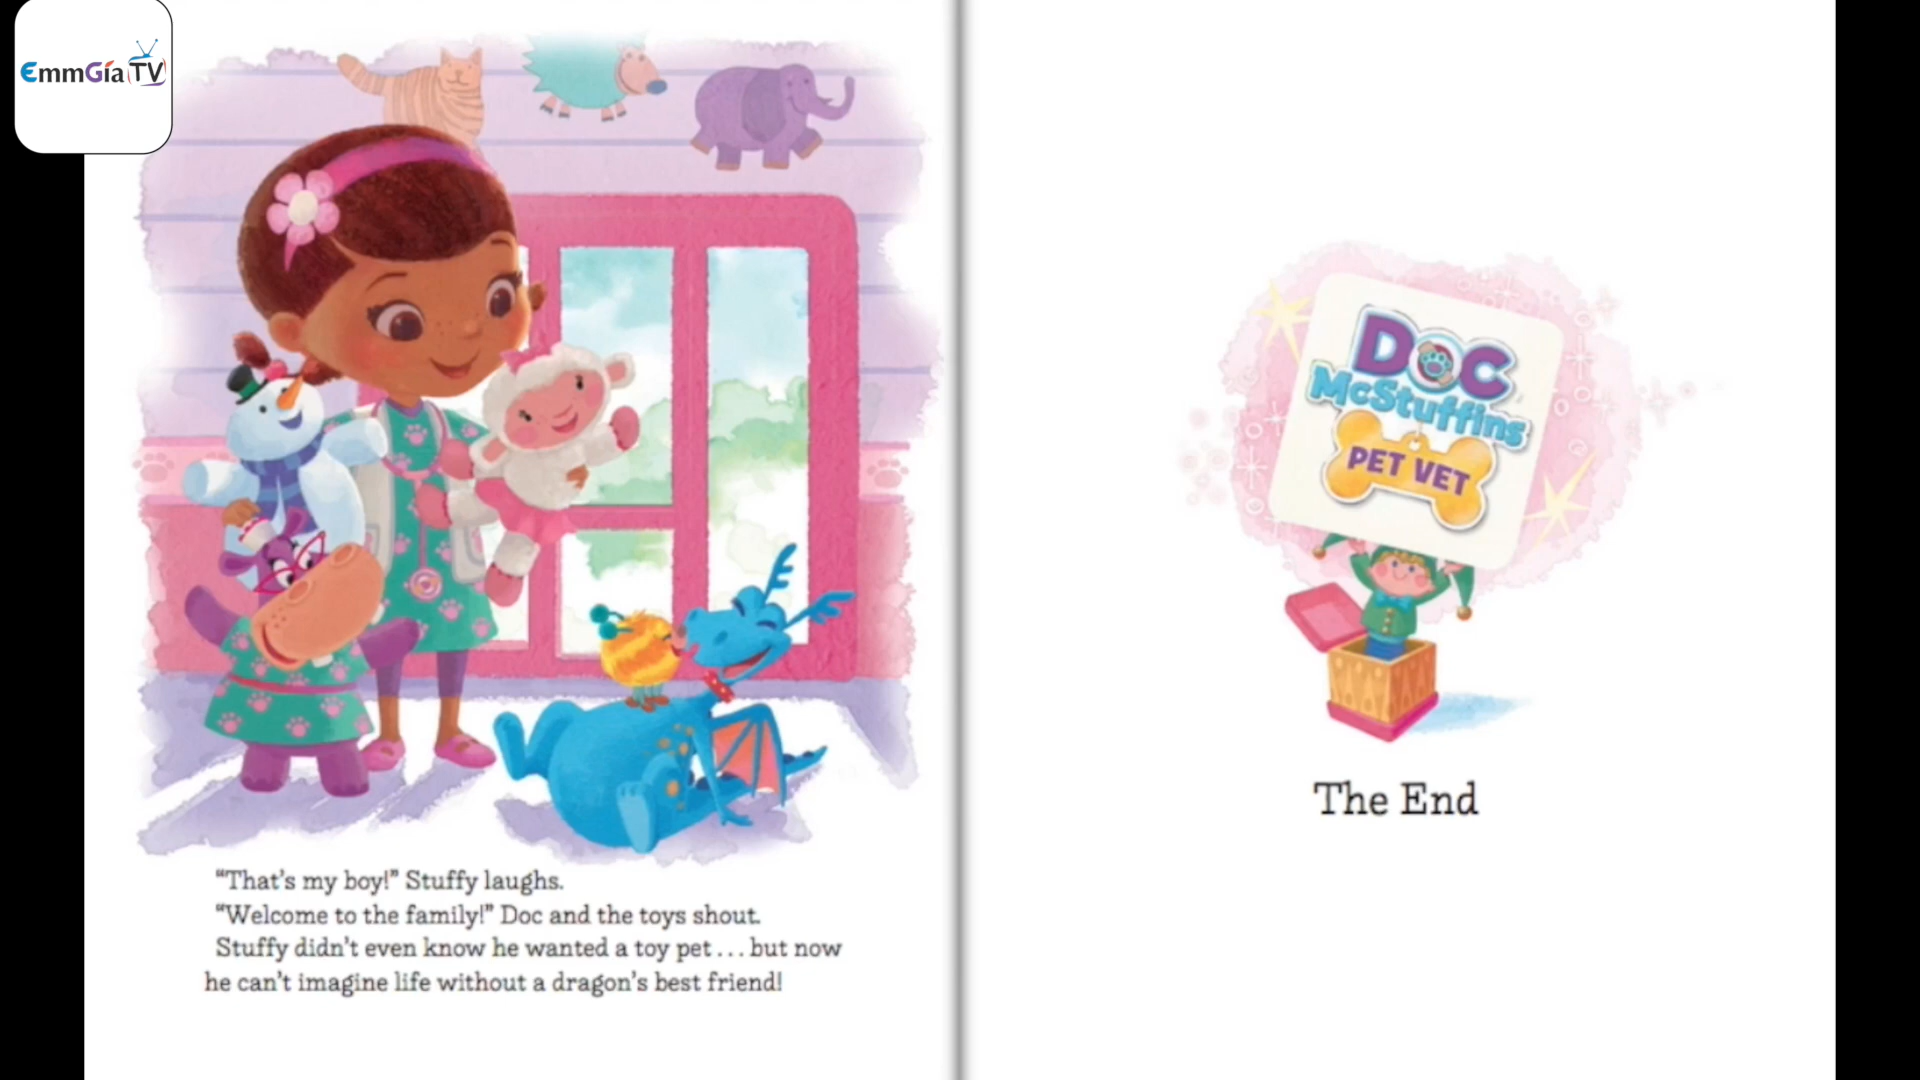 EmmGía TV
“That’s my boy!” Stuffy laughs.
“Welcome to the family!” Doc and the toys shout.
Stuffy didn’t even know he wanted a toy pet . . . but now
he can’t imagine life without a dragon’s best friend!
DOC
McStuffins
PET VET
The End